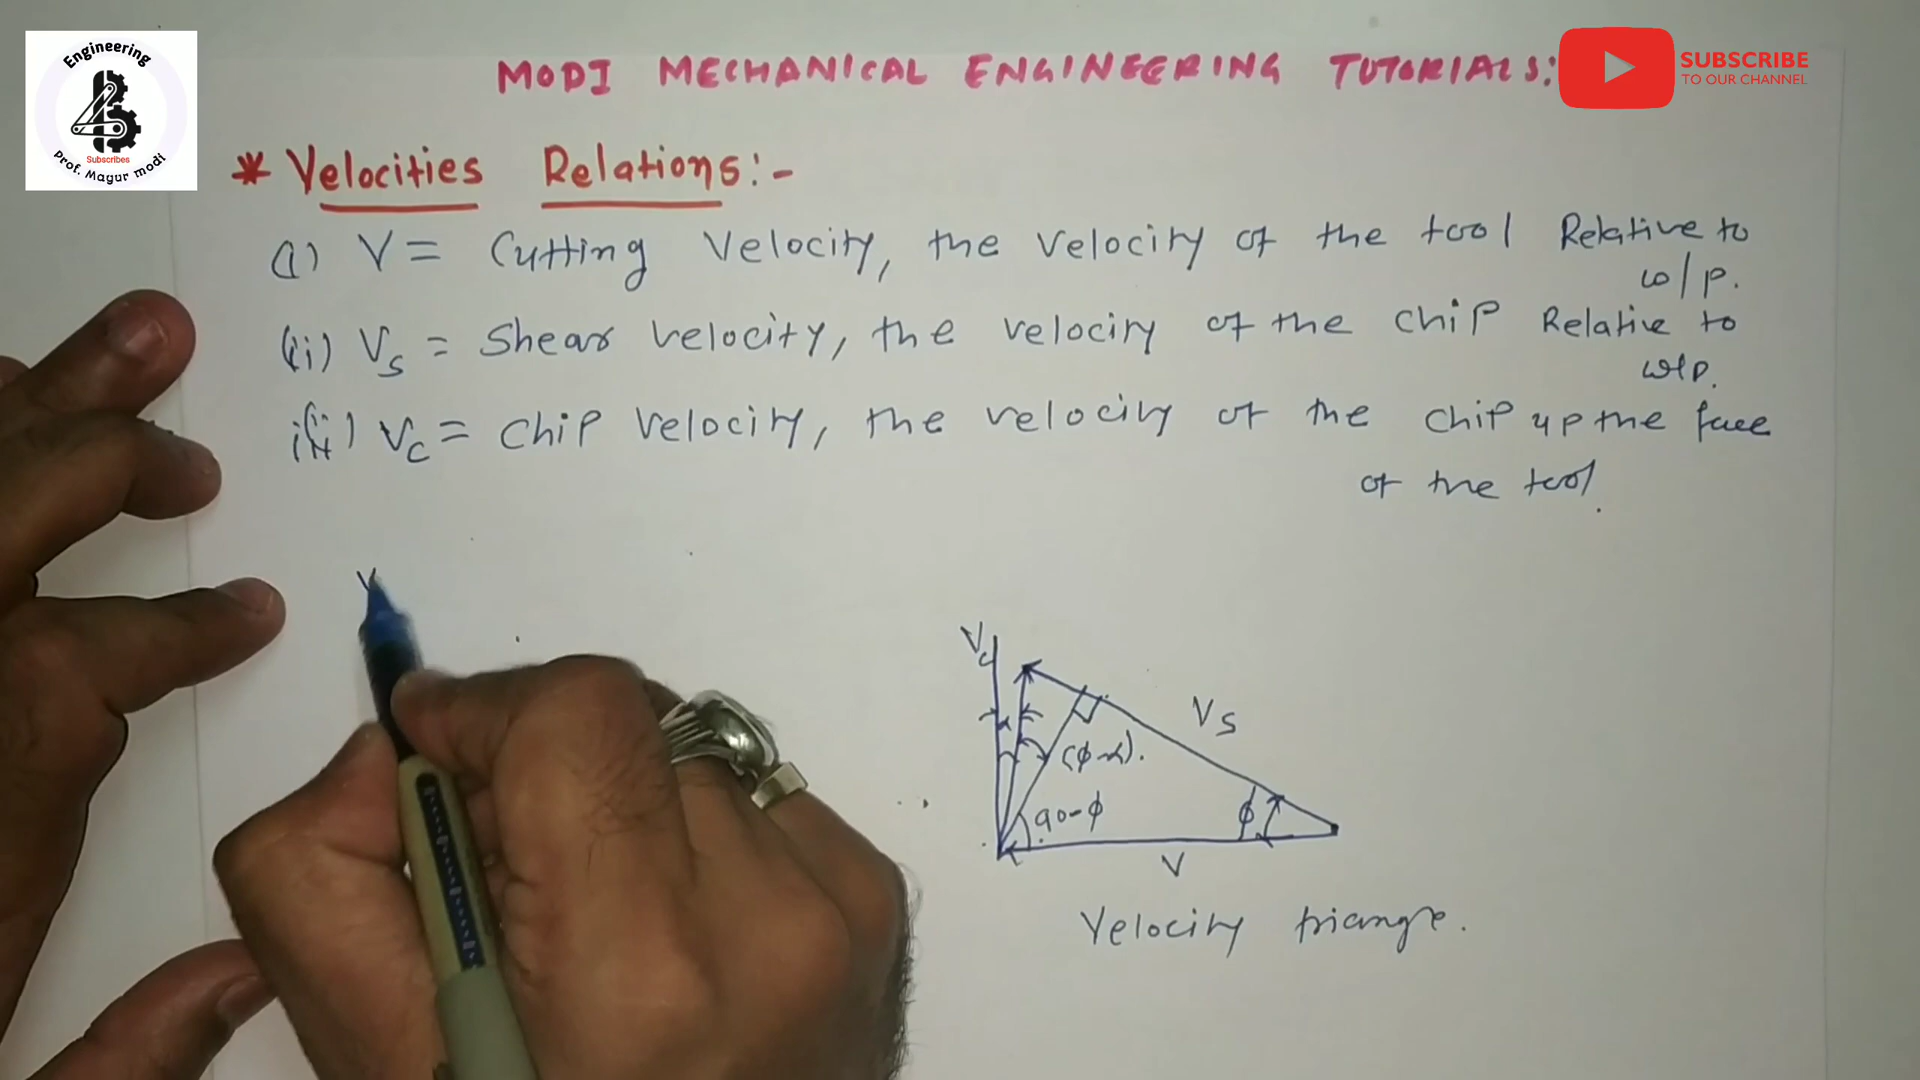 Engineering
Subscribes
Prof. Mayur modi
MODI MECHANICAL ENGINEERING TUTORIALS:
SUBSCRIBE
TO OUR CHANNEL
* Velocities Relations:-
(i) V = Cutting Velocity, the velocity of the tool Relative to
w/p.
(ii) Vs = Shear velocity, the velocity of the chip Relative to
w/p.
(iii) Vc = Chip velocity, the velocity of the chip up the face
of the tool.
V
Vc
Vs
(ϕ-α).
90-ϕ
ϕ
V
Velocity triangle.